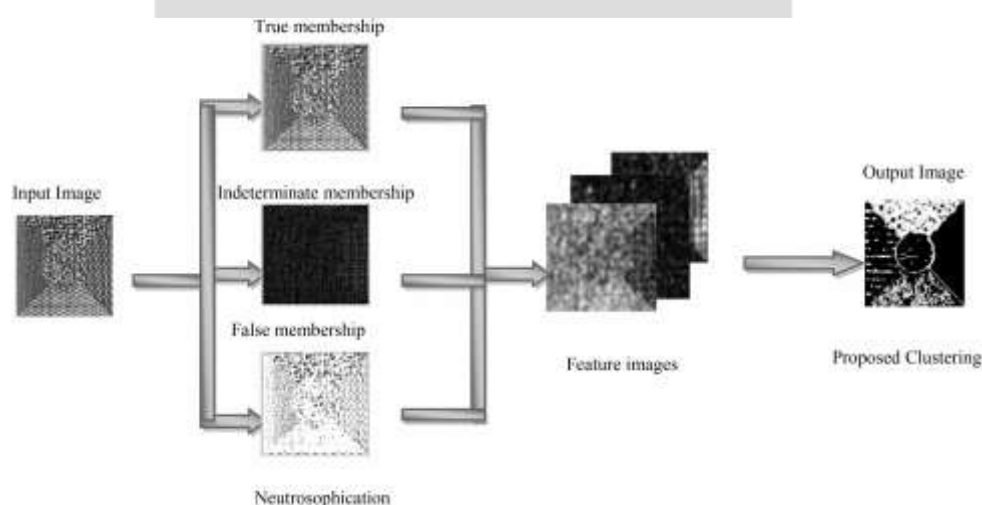 True membership
Input Image
Indeterminate membership
False membership
Neutrosophication
Feature images
Output Image
Proposed Clustering